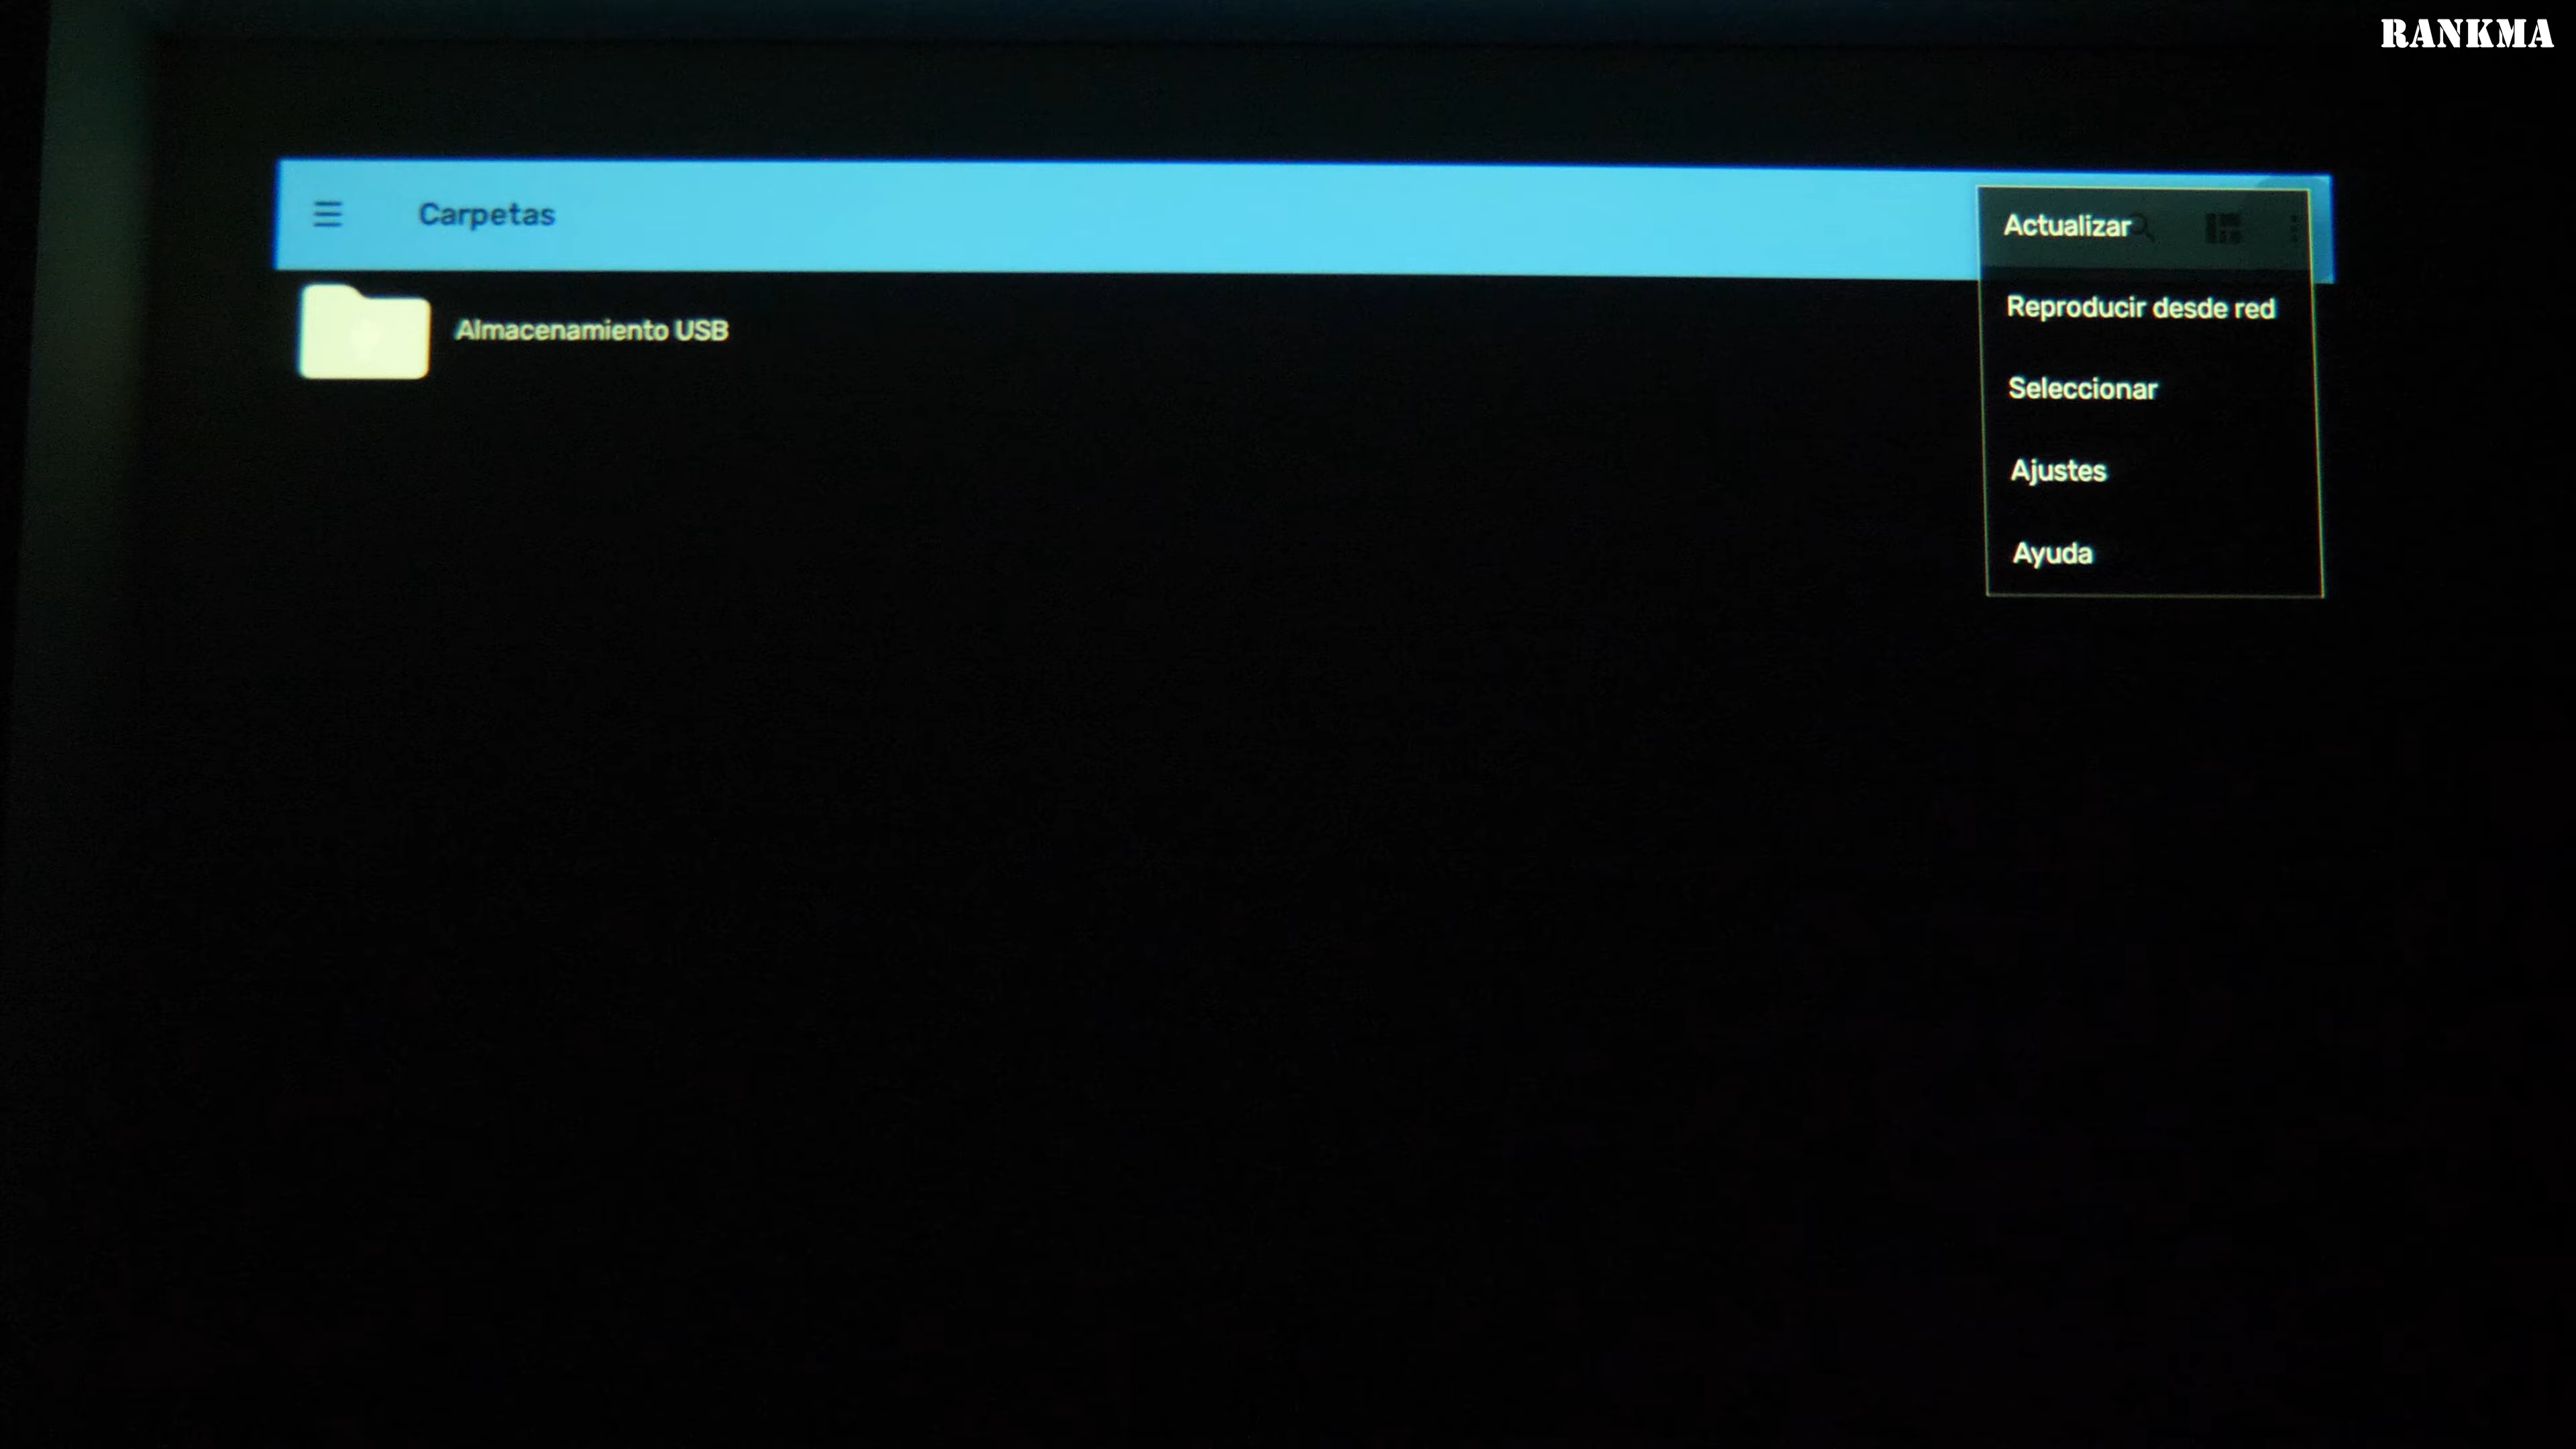 RANKMA
Carpetas
Actualizar
Almacenamiento USB
Reproducir desde red
Seleccionar
Ajustes
Ayuda